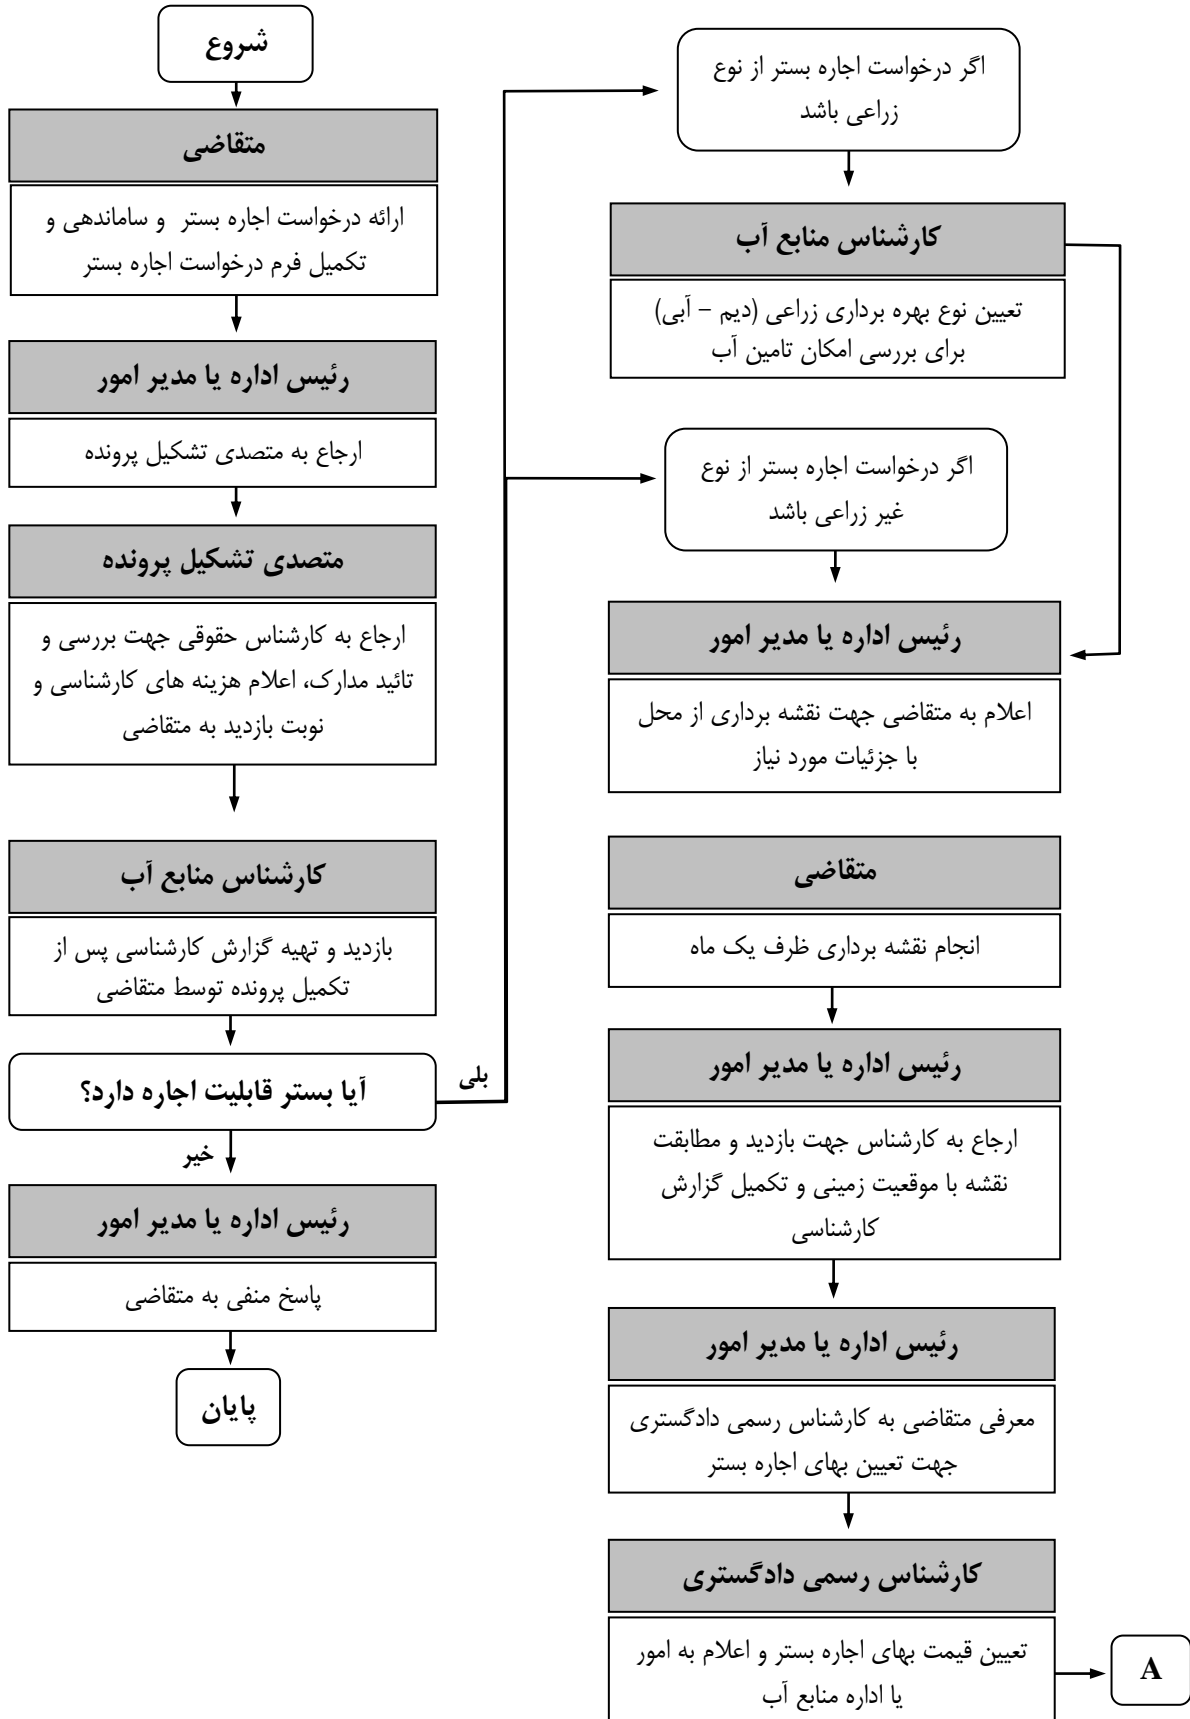 شروع
متقاضی
ارائه درخواست اجاره بستر و ساماندهی و
تکمیل فرم درخواست اجاره بستر
رئیس اداره یا مدیر امور
ارجاع به متصدی تشکیل پرونده
متصدی تشکیل پرونده
ارجاع به کارشناس حقوقی جهت بررسی و
تائید مدارک، اعلام هزینه های کارشناسی و
نوبت بازدید به متقاضی
کارشناس منابع آب
بازدید و تهیه گزارش کارشناسی پس از
تکمیل پرونده توسط متقاضی
آیا بستر قابلیت اجاره دارد؟
بلی
خیر
رئیس اداره یا مدیر امور
پاسخ منفی به متقاضی
پایان
اگر درخواست اجاره بستر از نوع
زراعی باشد
کارشناس منابع آب
تعیین نوع بهره برداری زراعی (دیم – آبی)
برای بررسی امکان تامین آب
اگر درخواست اجاره بستر از نوع
غیر زراعی باشد
رئیس اداره یا مدیر امور
اعلام به متقاضی جهت نقشه برداری از محل
با جزئیات مورد نیاز
متقاضی
انجام نقشه برداری ظرف یک ماه
رئیس اداره یا مدیر امور
ارجاع به کارشناس جهت بازدید و مطابقت
نقشه با موقعیت زمینی و تکمیل گزارش
کارشناسی
رئیس اداره یا مدیر امور
معرفی متقاضی به کارشناس رسمی دادگستری
جهت تعیین بهای اجاره بستر
کارشناس رسمی دادگستری
تعیین قیمت بهای اجاره بستر و اعلام به امور
یا اداره منابع آب
A